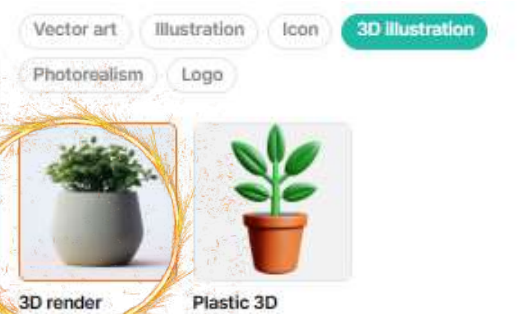 Vector art Illustration Icon 3D illustration
Photorealism Logo
3D render Plastic 3D